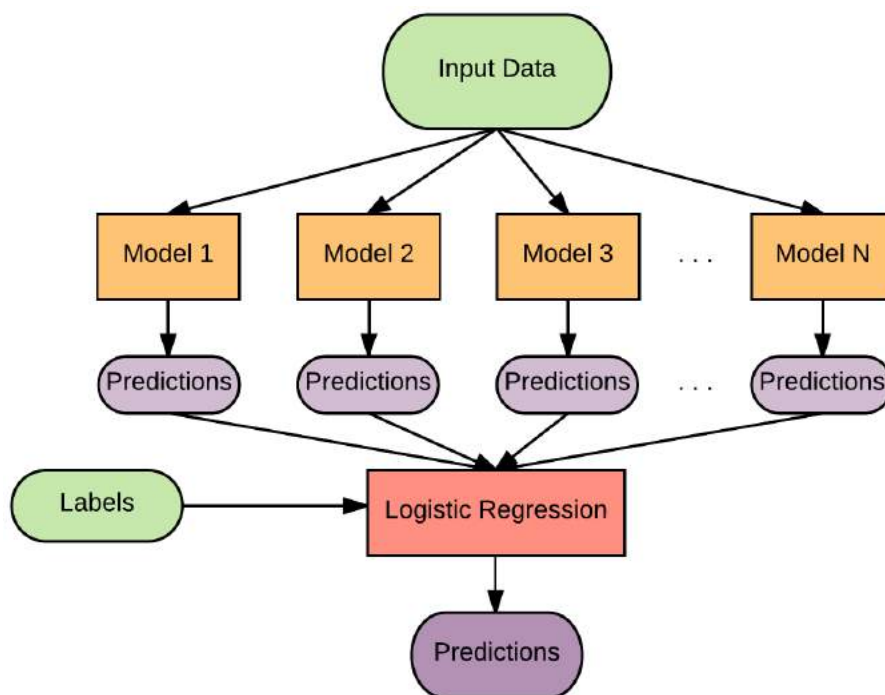 Input Data
Model 1
Model 2
Model 3
. . .
Model N
Predictions
Predictions
Predictions
. . .
Predictions
Labels
Logistic Regression
Predictions